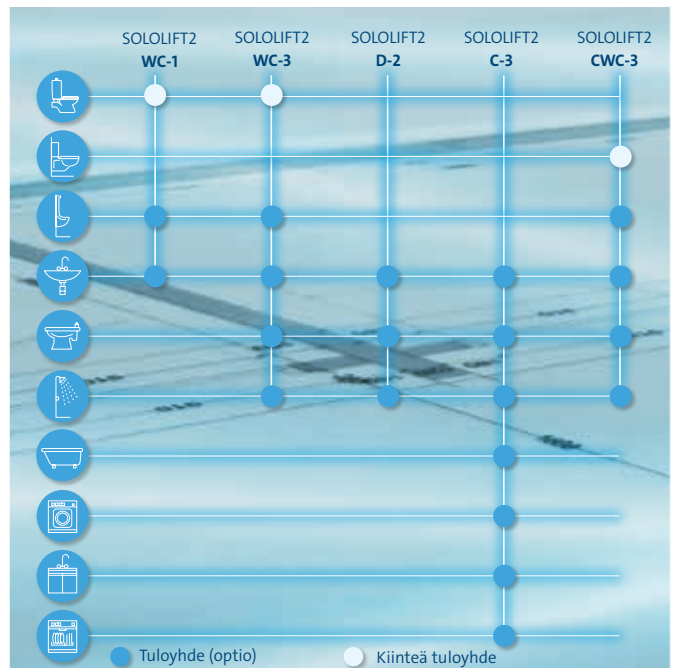 SOLOLIFT2 SOLOLIFT2 SOLOLIFT2 SOLOLIFT2 SOLOLIFT2
WC-1 WC-3 D-2 C-3 CWC-3
Tuloyhde (optio) Kiinteä tuloyhde